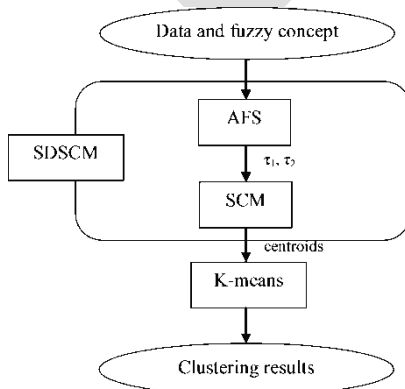 Data and fuzzy concept
AFS
SDSCM
τ₁, τ₂
SCM
centroids
K-means
Clustering results